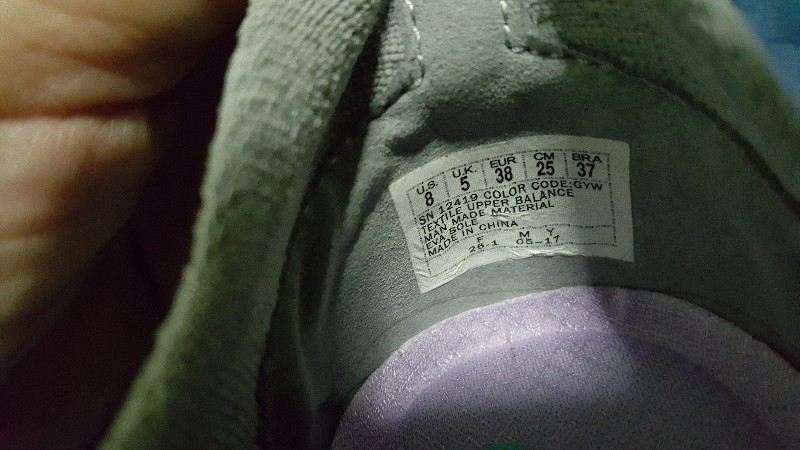 U.S. U.K. EUR CM BRA
8 5 38 25 37
SN 12419 COLOR CODE:GYW
TEXTILE UPPER BALANCE
MAN MADE MATERIAL
EVA SOLE
MADE IN CHINA
F M Y
26-1 05-17